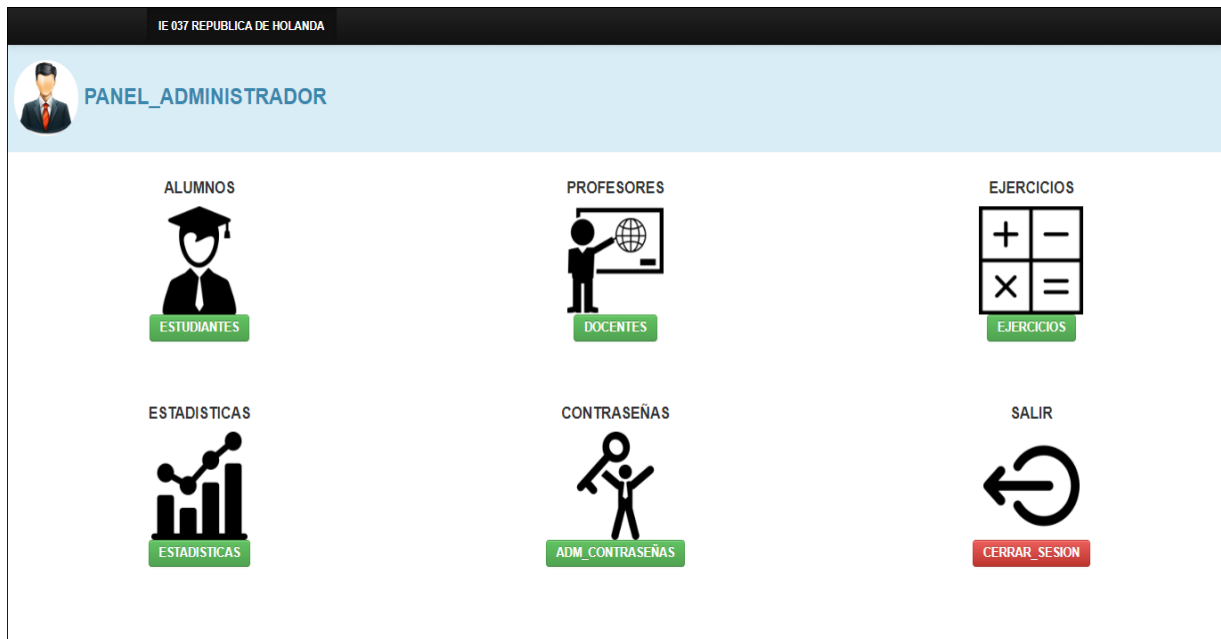 IE 037 REPUBLICA DE HOLANDA
PANEL_ADMINISTRADOR
ALUMNOS
PROFESORES
EJERCICIOS
ESTUDIANTES
DOCENTES
EJERCICIOS
ESTADISTICAS
CONTRASEÑAS
SALIR
ESTADISTICAS
ADM_CONTRASEÑAS
CERRAR_SESION